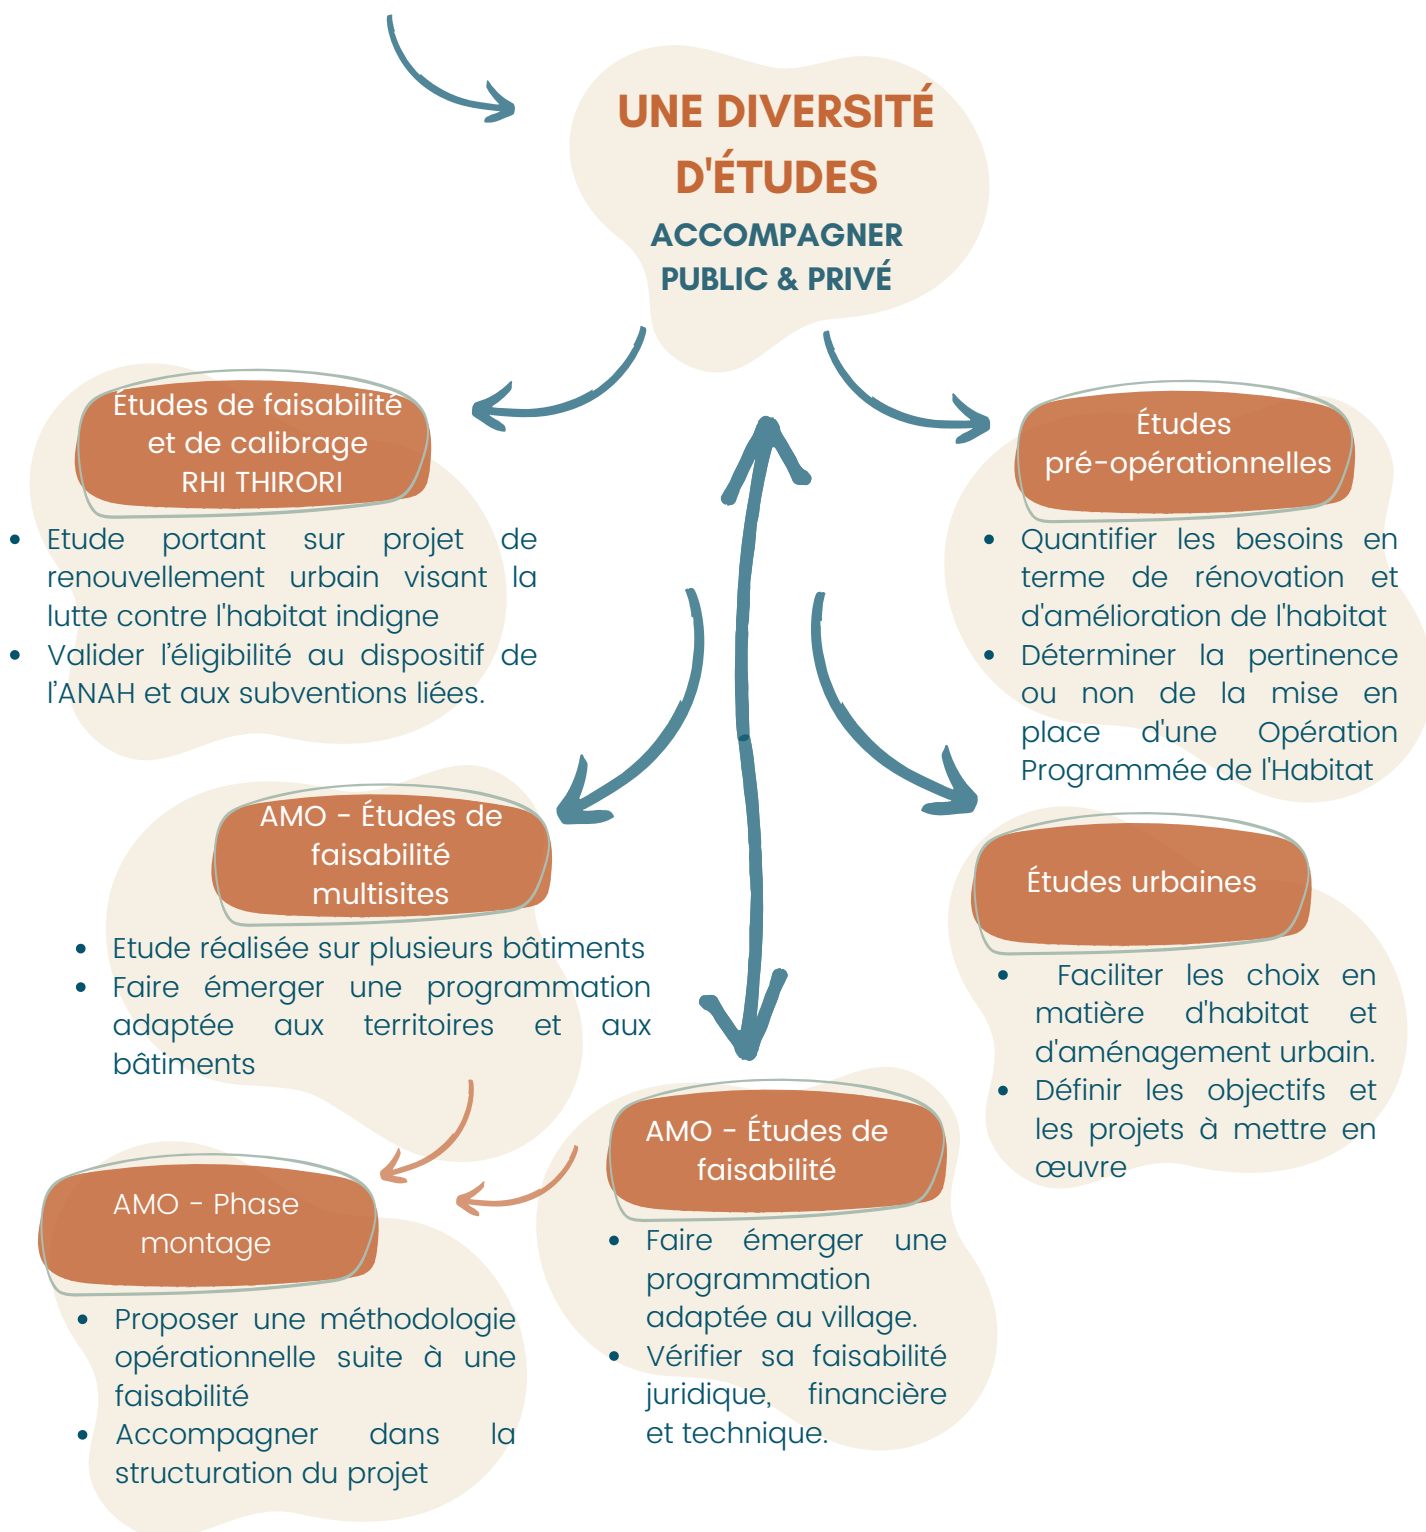 UNE DIVERSITÉ
D'ÉTUDES
ACCOMPAGNER
PUBLIC & PRIVÉ
Études de faisabilité
et de calibrage
RHI THIRORI
• Etude portant sur projet de
renouvellement urbain visant la
lutte contre l'habitat indigne
• Valider l'éligibilité au dispositif de
l'ANAH et aux subventions liées.
Études
pré-opérationnelles
• Quantifier les besoins en
terme de rénovation et
d'amélioration de l'habitat
• Déterminer la pertinence
ou non de la mise en
place d'une Opération
Programmée de l'Habitat
AMO - Études de
faisabilité
multisites
• Etude réalisée sur plusieurs bâtiments
• Faire émerger une programmation
adaptée aux territoires et aux
bâtiments
Études urbaines
• Faciliter les choix en
matière d'habitat et
d'aménagement urbain.
• Définir les objectifs et
les projets à mettre en
œuvre
AMO - Phase
montage
• Proposer une méthodologie
opérationnelle suite à une
faisabilité
• Accompagner dans la
structuration du projet
AMO - Études de
faisabilité
• Faire émerger une
programmation
adaptée au village.
• Vérifier sa faisabilité
juridique, financière
et technique.